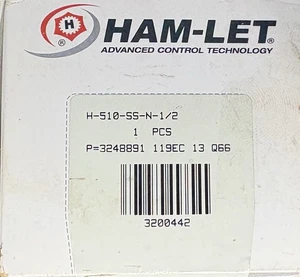 H
HAM-LET®
ADVANCED CONTROL TECHNOLOGY
H-510-SS-N-1/2
1 PCS
P=3248891 119EC 13 Q66
3200442